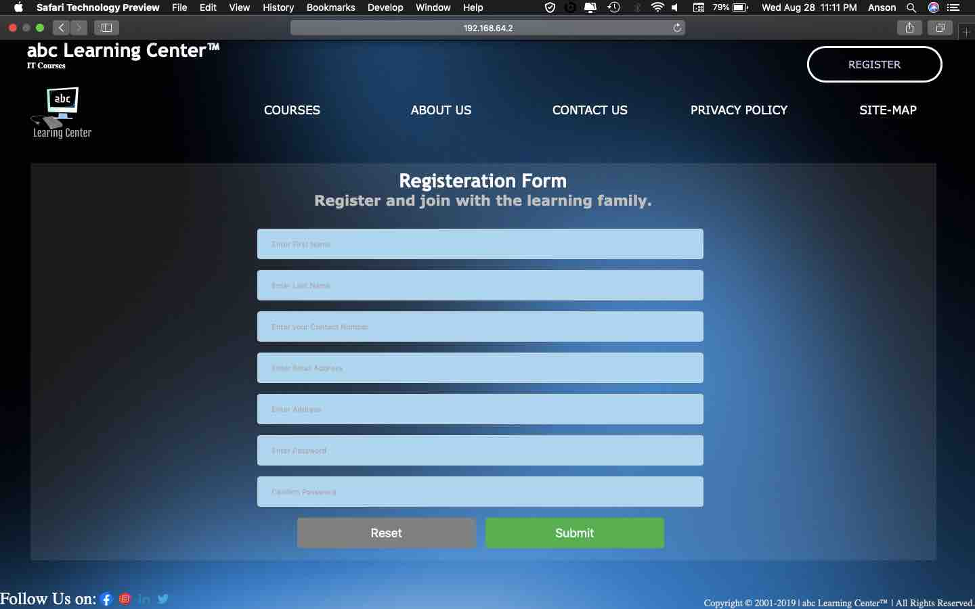 Safari Technology Preview File Edit View History Bookmarks Develop Window Help 79% Wed Aug 28 11:11 PM Anson
192.168.64.2
abc Learning Center™
IT Courses
REGISTER
abc
Learing Center
COURSES ABOUT US CONTACT US PRIVACY POLICY SITE-MAP
Registeration Form
Register and join with the learning family.
Enter First Name
Enter Last Name
Enter your Contact Number
Enter Email Address
Enter Address
Enter Password
Confirm Password
Reset Submit
Follow Us on:
Copyright © 2001-2019 | abc Learning Center™ | All Rights Reserved